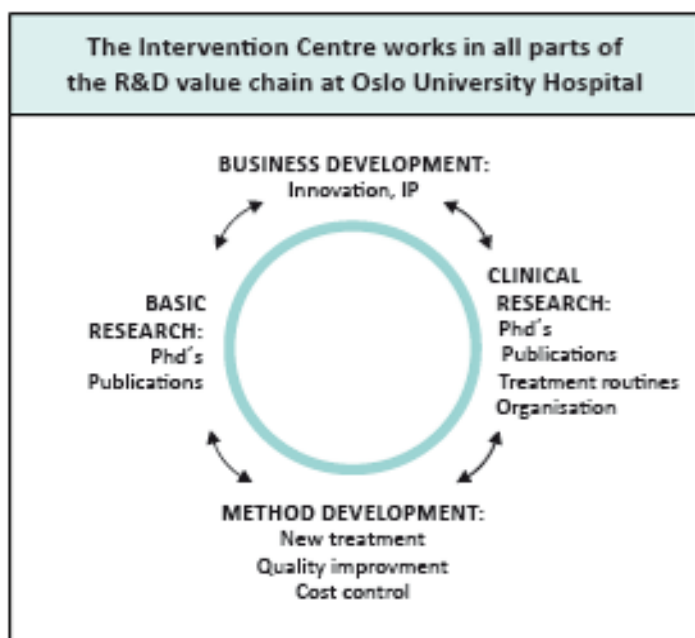 The Intervention Centre works in all parts of
the R&D value chain at Oslo University Hospital
BUSINESS DEVELOPMENT:
Innovation, IP
BASIC
RESEARCH:
Phd´s
Publications
CLINICAL
RESEARCH:
Phd´s
Publications
Treatment routines
Organisation
METHOD DEVELOPMENT:
New treatment
Quality improvment
Cost control